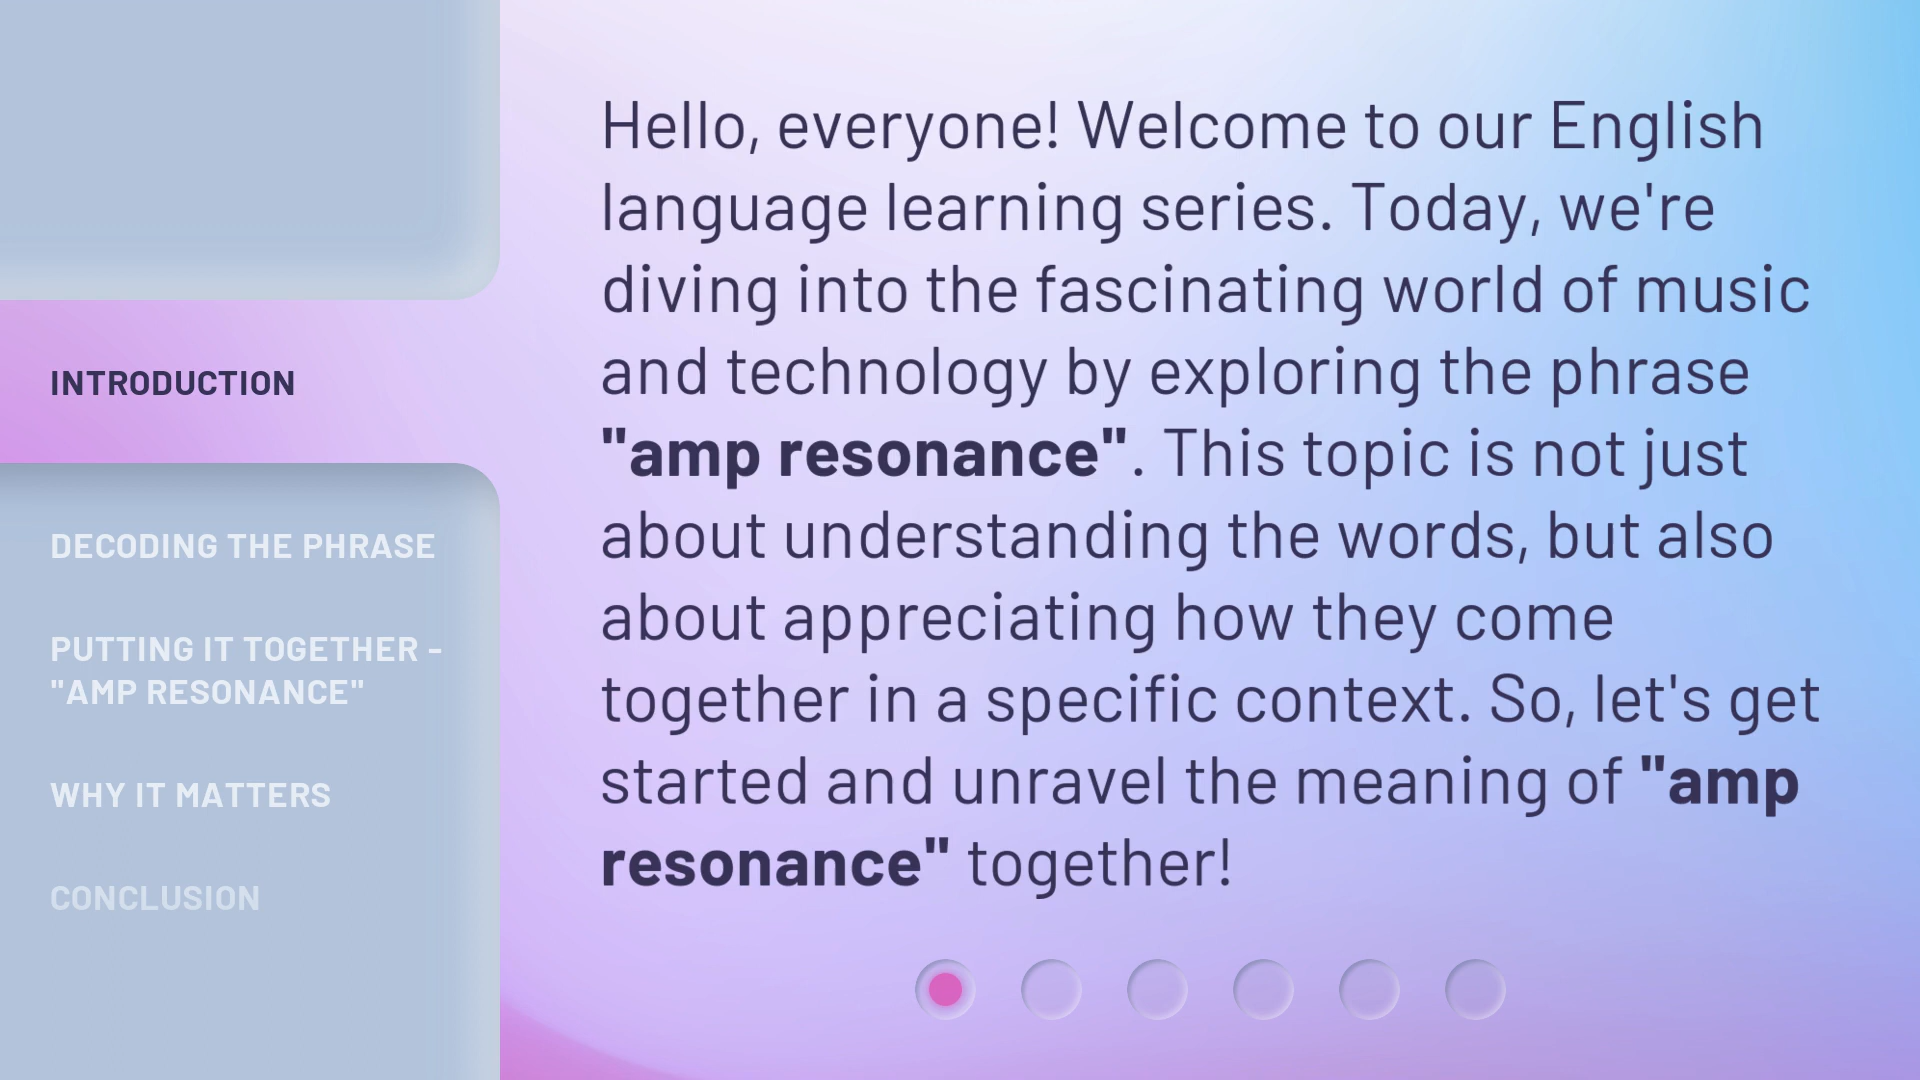 INTRODUCTION
DECODING THE PHRASE
PUTTING IT TOGETHER -
"AMP RESONANCE"
WHY IT MATTERS
CONCLUSION
Hello, everyone! Welcome to our English
language learning series. Today, we're
diving into the fascinating world of music
and technology by exploring the phrase
"amp resonance". This topic is not just
about understanding the words, but also
about appreciating how they come
together in a specific context. So, let's get
started and unravel the meaning of "amp
resonance" together!